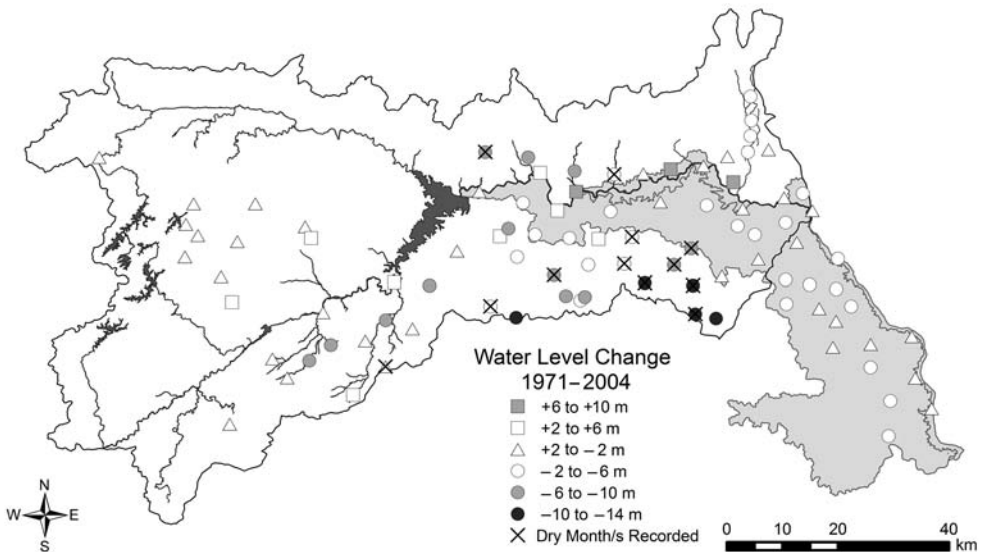 Water Level Change
1971–2004
+6 to +10 m
+2 to +6 m
+2 to −2 m
−2 to −6 m
−6 to −10 m
−10 to −14 m
Dry Month/s Recorded
N
W E
S
0 10 20 40
km